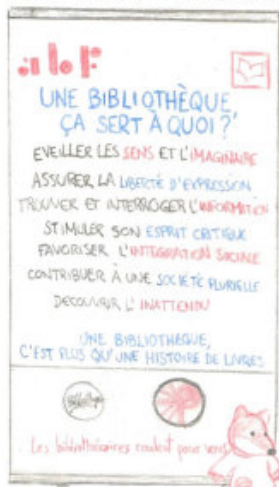 abF
UNE BIBLIOTHÈQUE,
ÇA SERT À QUOI ?
EVEILLER LES SENS ET L'IMAGINAIRE
ASSURER LA LIBERTÉ D'EXPRESSION
TROUVER ET INTERROGER L'INFORMATION
STIMULER SON ESPRIT CRITIQUE
FAVORISER L'INTEGRATION SOCIALE
CONTRIBUER À UNE SOCIÉTÉ PLURIELLE
DECOUVRIR L'INATTENDU
UNE BIBLIOTHEQUE,
C'EST PLUS QU'UNE HISTOIRE DE LIVRES
Les bibliothécaires roulent pour vous